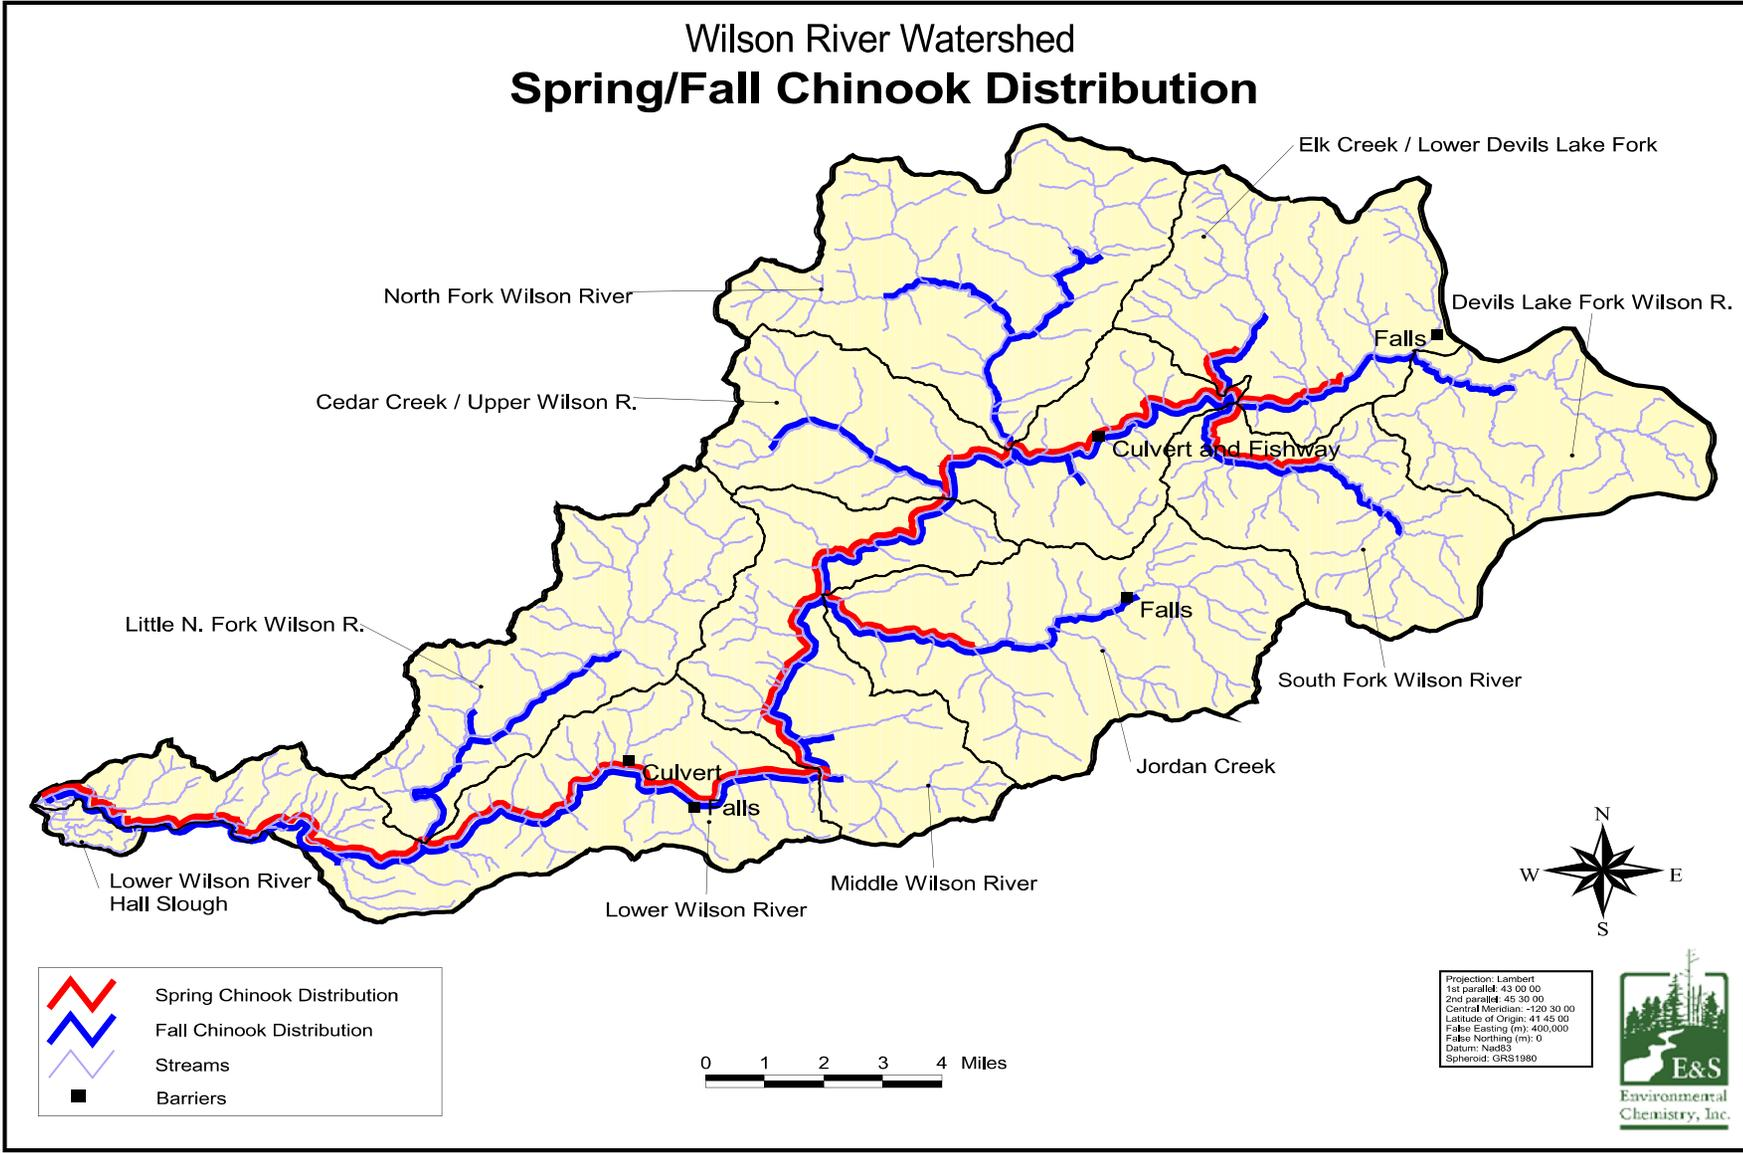 Wilson River Watershed
Spring/Fall Chinook Distribution
Elk Creek / Lower Devils Lake Fork
North Fork Wilson River
Devils Lake Fork Wilson R.
Falls
Cedar Creek / Upper Wilson R.
Culvert and Fishway
Falls
Little N. Fork Wilson R.
South Fork Wilson River
Jordan Creek
Culvert
Falls
Lower Wilson River
Hall Slough
Middle Wilson River
Lower Wilson River
N
W
E
S
Spring Chinook Distribution
Fall Chinook Distribution
Streams
Barriers
0 1 2 3 4 Miles
Projection: Lambert
1st parallel: 43 00 00
2nd parallel: 45 30 00
Central Meridian: -120 30 00
Latitude of Origin: 41 45 00
False Easting (m): 400,000
False Northing (m): 0
Datum: Nad83
Spheroid: GRS1980
E&S
Environmental
Chemistry, Inc.